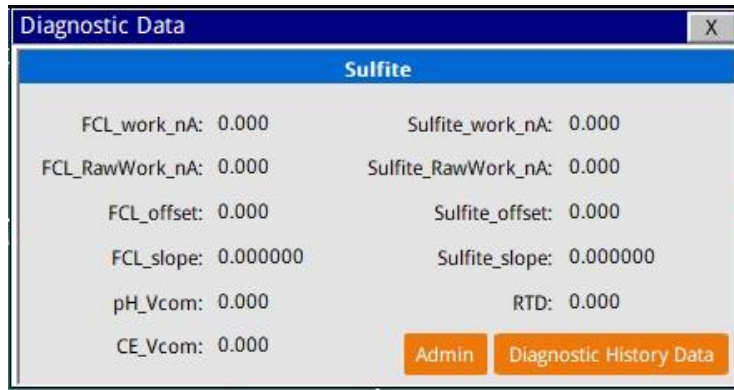 Diagnostic Data X
Sulfite
FCL_work_nA: 0.000 Sulfite_work_nA: 0.000
FCL_RawWork_nA: 0.000 Sulfite_RawWork_nA: 0.000
FCL_offset: 0.000 Sulfite_offset: 0.000
FCL_slope: 0.000000 Sulfite_slope: 0.000000
pH_Vcom: 0.000 RTD: 0.000
CE_Vcom: 0.000 Admin Diagnostic History Data